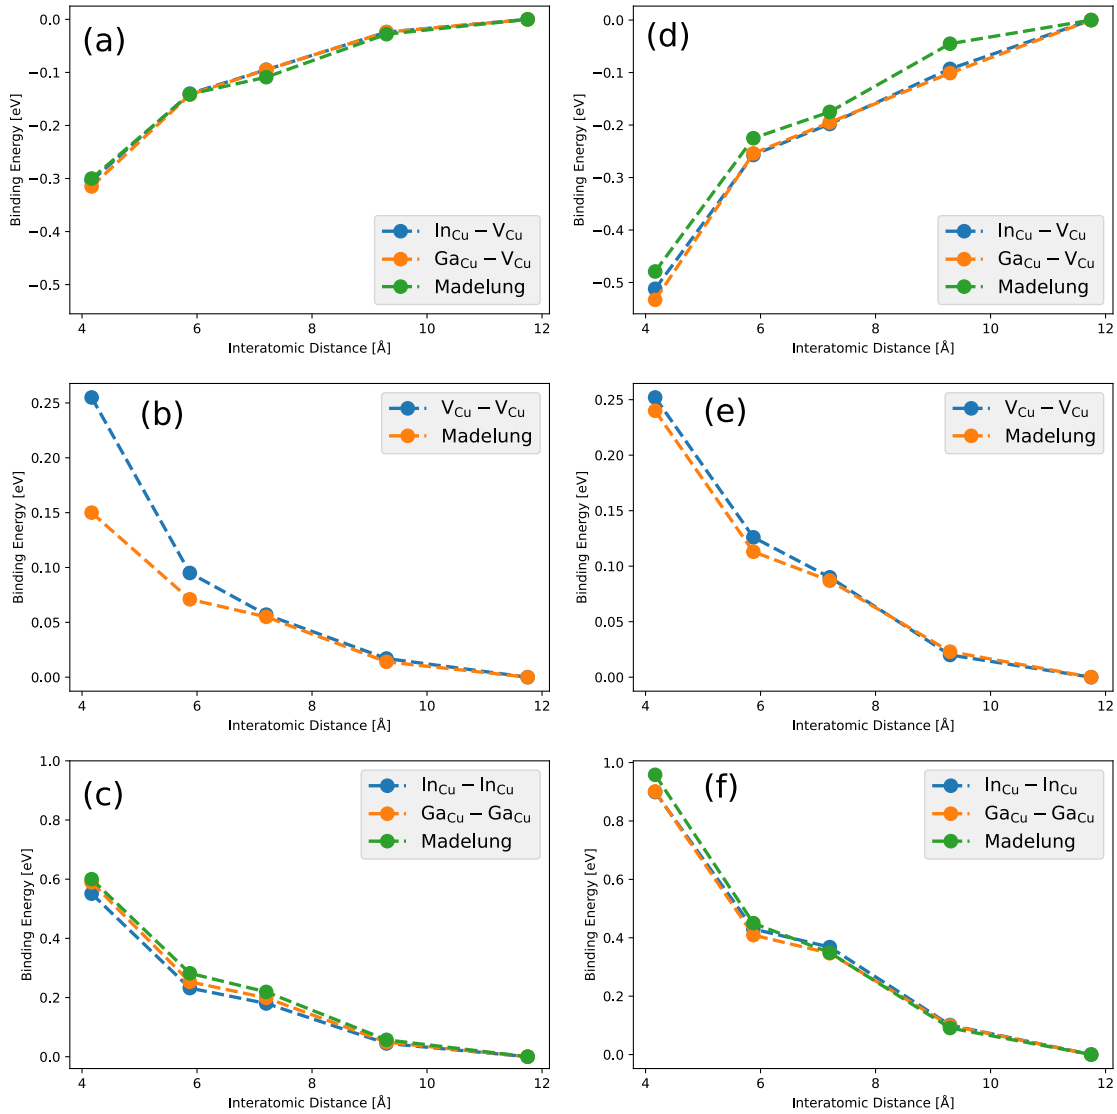 (a)
Binding Energy [eV]
0.0
−0.1
−0.2
−0.3
−0.4
−0.5
4 6 8 10 12
Interatomic Distance [Å]
In_Cu − V_Cu
Ga_Cu − V_Cu
Madelung
(d)
Binding Energy [eV]
0.0
−0.1
−0.2
−0.3
−0.4
−0.5
4 6 8 10 12
Interatomic Distance [Å]
In_Cu − V_Cu
Ga_Cu − V_Cu
Madelung
(b)
Binding Energy [eV]
0.25
0.20
0.15
0.10
0.05
0.00
4 6 8 10 12
Interatomic Distance [Å]
V_Cu − V_Cu
Madelung
(e)
Binding Energy [eV]
0.25
0.20
0.15
0.10
0.05
0.00
4 6 8 10 12
Interatomic Distance [Å]
V_Cu − V_Cu
Madelung
(c)
Binding Energy [eV]
1.0
0.8
0.6
0.4
0.2
0.0
4 6 8 10 12
Interatomic Distance [Å]
In_Cu − In_Cu
Ga_Cu − Ga_Cu
Madelung
(f)
Binding Energy [eV]
1.0
0.8
0.6
0.4
0.2
0.0
4 6 8 10 12
Interatomic Distance [Å]
In_Cu − In_Cu
Ga_Cu − Ga_Cu
Madelung